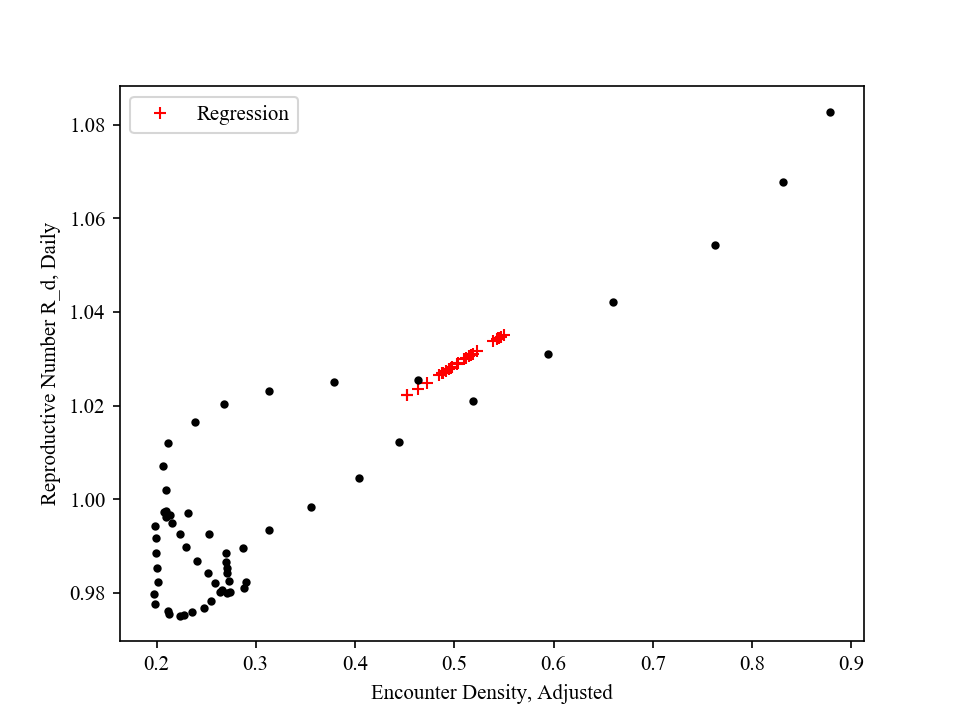 Regression
1.08
1.06
1.04
1.02
1.00
0.98
Reproductive Number R_d, Daily
0.2 0.3 0.4 0.5 0.6 0.7 0.8 0.9
Encounter Density, Adjusted